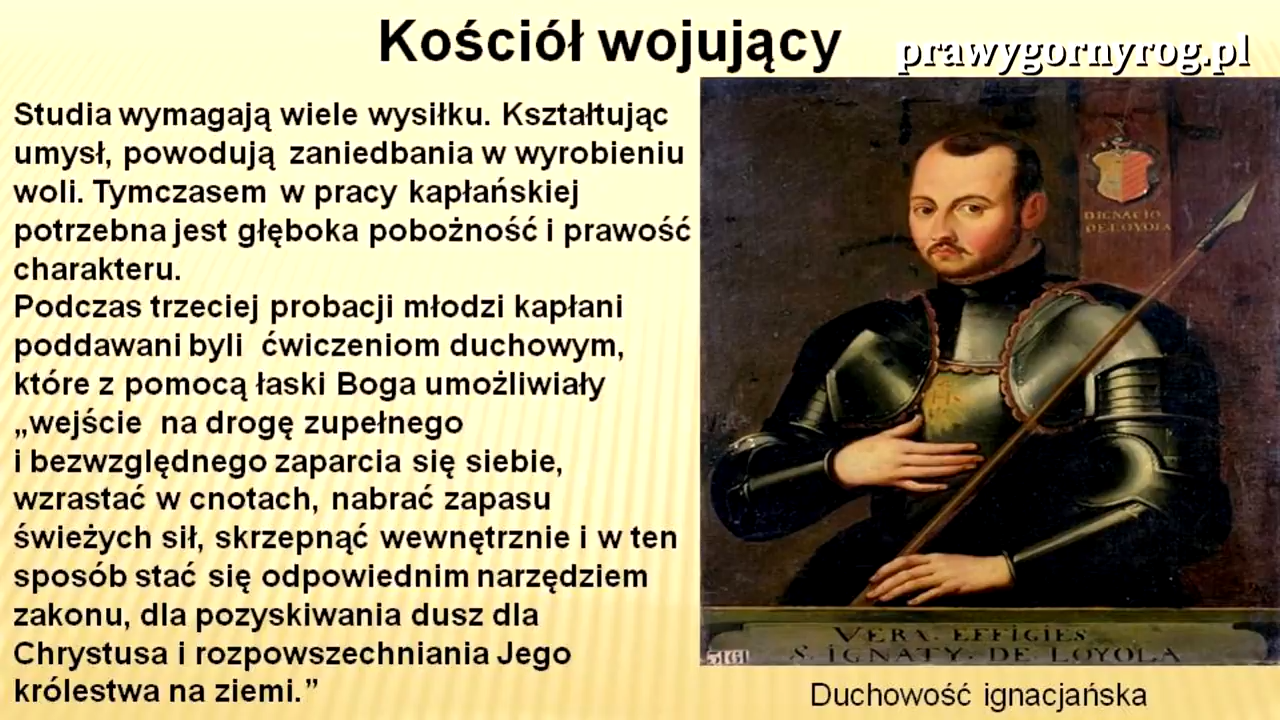 Kościół wojujący
prawygornyrog.pl
Studia wymagają wiele wysiłku. Kształtując
umysł, powodują zaniedbania w wyrobieniu
woli. Tymczasem w pracy kapłańskiej
potrzebna jest głęboka pobożność i prawość
charakteru.
Podczas trzeciej probacji młodzi kapłani
poddawani byli ćwiczeniom duchowym,
które z pomocą łaski Boga umożliwiały
„wejście na drogę zupełnego
i bezwzględnego zaparcia się siebie,
wzrastać w cnotach, nabrać zapasu
świeżych sił, skrzepnąć wewnętrznie i w ten
sposób stać się odpowiednim narzędziem
zakonu, dla pozyskiwania dusz dla
Chrystusa i rozpowszechniania Jego
królestwa na ziemi.”
D IGNACIO
DE LOYOLA
VERA. EFFIGIES
S. IGNATY. DE LOYOLA
Duchowość ignacjańska